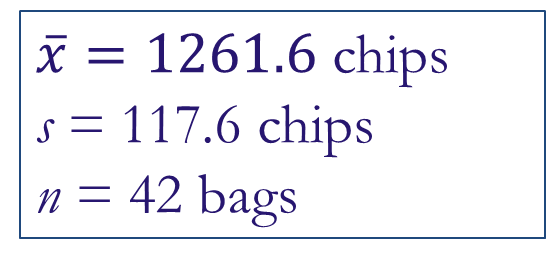 x̄ = 1261.6 chips
s = 117.6 chips
n = 42 bags